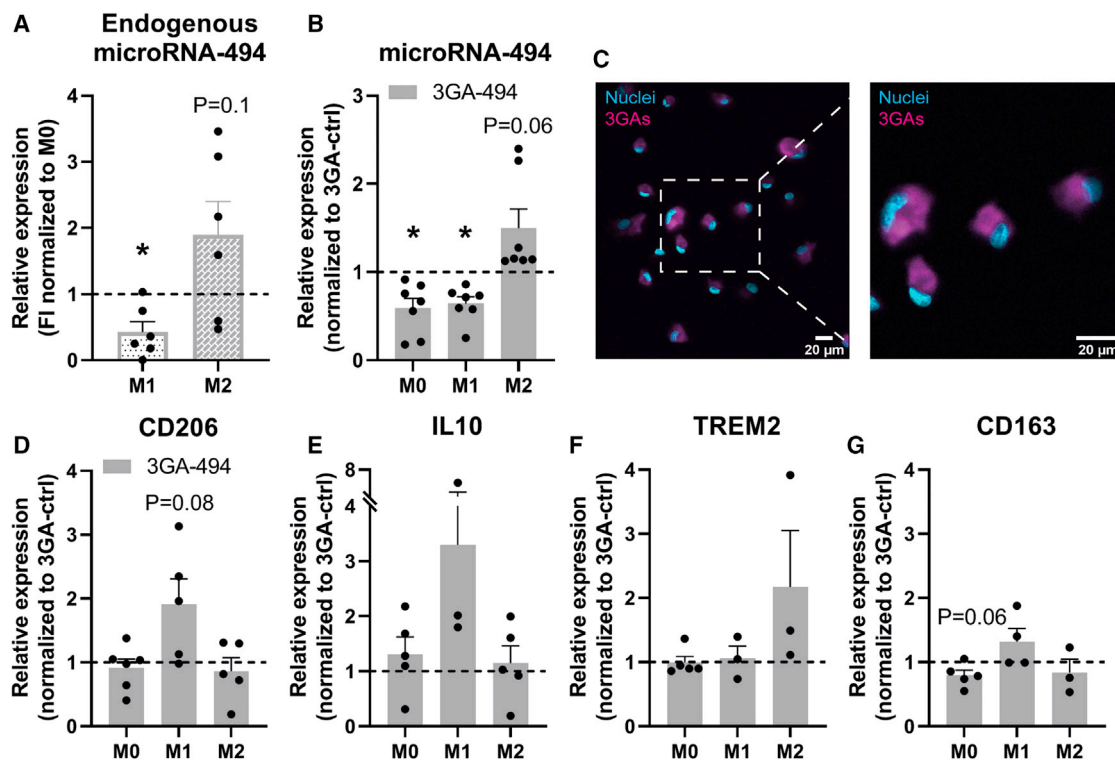 A
Endogenous
microRNA-494
Relative expression
(FI normalized to M0)
4
3
2
1
0
P=0.1
*
M1
M2
B
microRNA-494
3GA-494
Relative expression
(normalized to 3GA-ctrl)
3
2
1
0
P=0.06
*
*
M0
M1
M2
C
Nuclei
3GAs
20 µm
Nuclei
3GAs
20 µm
D
CD206
3GA-494
Relative expression
(normalized to 3GA-ctrl)
4
3
2
1
0
P=0.08
M0
M1
M2
E
IL10
Relative expression
(normalized to 3GA-ctrl)
8
4
3
2
1
0
M0
M1
M2
F
TREM2
Relative expression
(normalized to 3GA-ctrl)
4
3
2
1
0
M0
M1
M2
G
CD163
Relative expression
(normalized to 3GA-ctrl)
4
3
2
1
0
P=0.06
M0
M1
M2